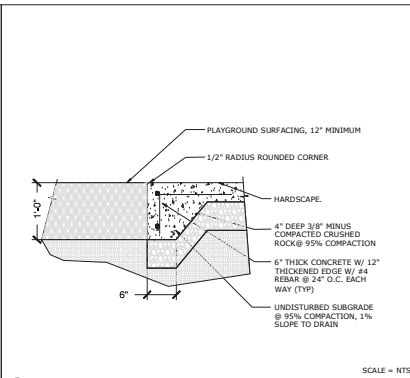 PLAYGROUND SURFACING, 12" MINIMUM
1/2" RADIUS ROUNDED CORNER
HARDSCAPE.
1'-0"
4" DEEP 3/8" MINUS
COMPACTED CRUSHED
ROCK@ 95% COMPACTION
6" THICK CONCRETE W/ 12"
THICKENED EDGE W/ #4
REBAR @ 24" O.C. EACH
WAY (TYP)
6"
UNDISTURBED SUBGRADE
@ 95% COMPACTION, 1%
SLOPE TO DRAIN
SCALE = NTS